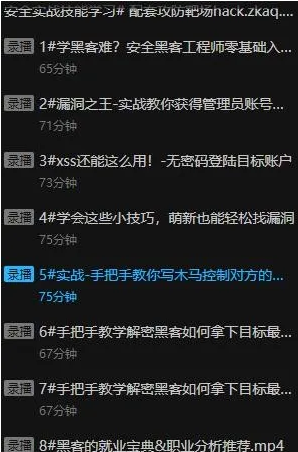 安全实战技能学习# 配套攻防靶场hack.zkaq....
录播 1#学黑客难？安全黑客工程师零基础入...
65分钟
录播 2#漏洞之王-实战教你获得管理员账号...
71分钟
录播 3#xss还能这么用！-无密码登陆目标账户
73分钟
录播 4#学会这些小技巧，萌新也能轻松找漏洞
75分钟
录播 5#实战-手把手教你写木马控制对方的...
75分钟
录播 6#手把手教学解密黑客如何拿下目标最...
67分钟
录播 7#手把手教学解密黑客如何拿下目标最...
67分钟
录播 8#黑客的就业宝典&职业分析推荐.mp4